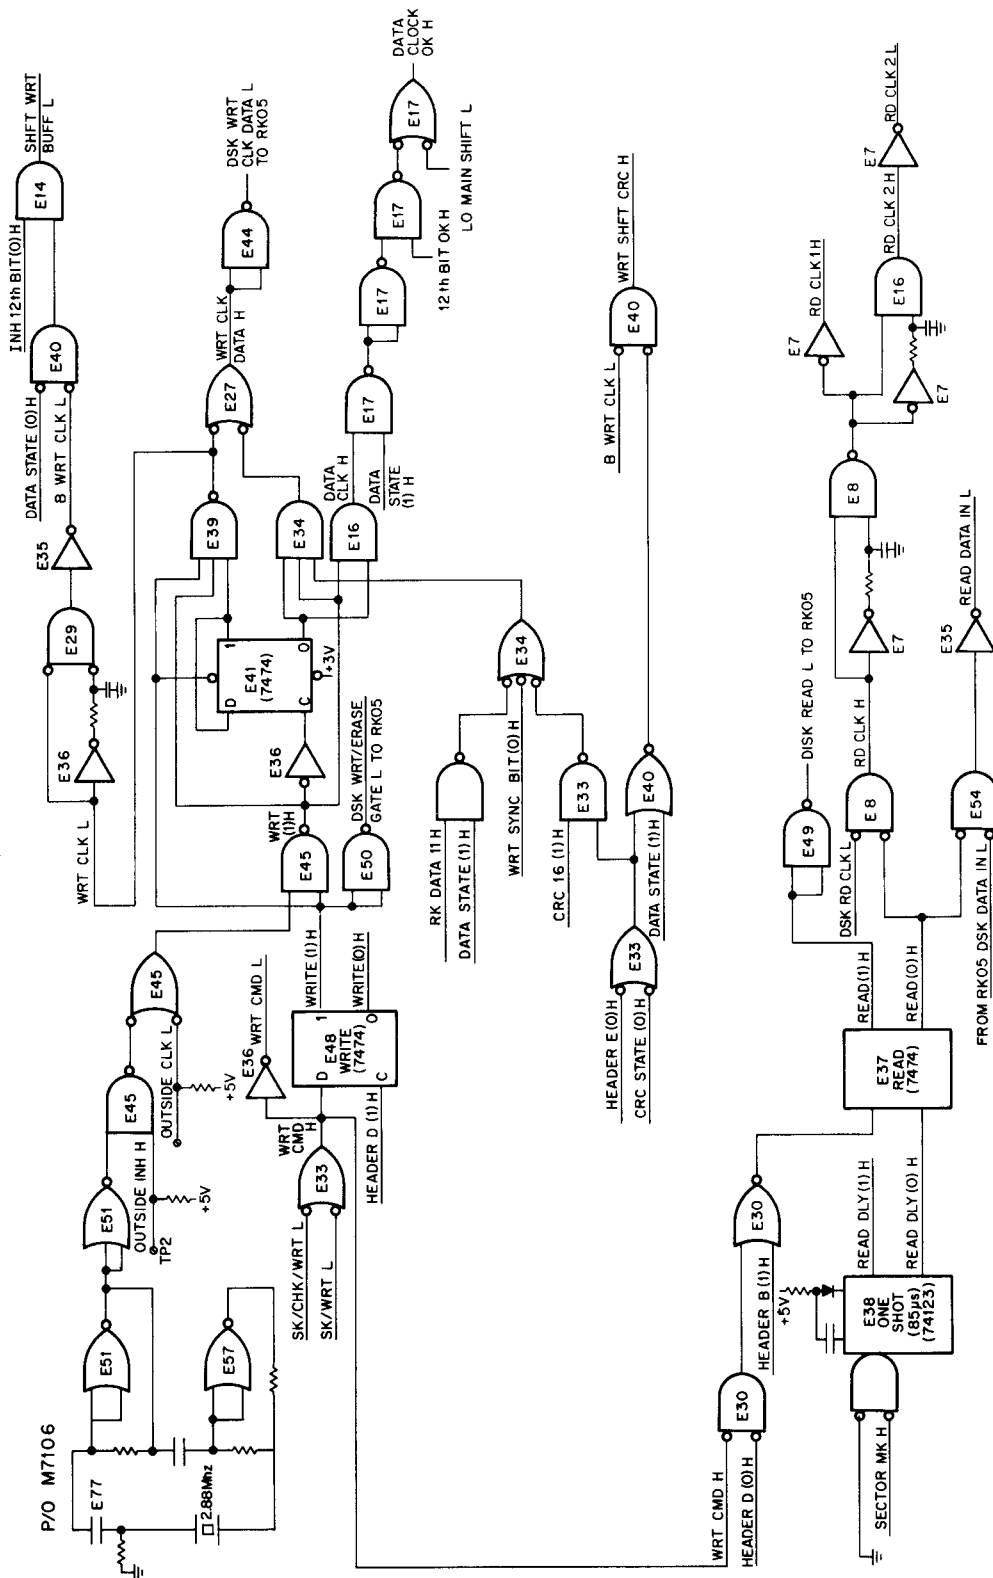 P/O M7106
E77
2.88Mhz
E51
E57
E51
OUTSIDE INH H
TP2
+5V
E45
OUTSIDE CLK L
+5V
E45
SK/CHK/WRT L
SK/WRT L
E33
WRT
CMD
H
E36
WRT CMD L
HEADER D (1) H
D
C
E48
WRITE
(7474)
1
0
WRITE (1) H
WRITE(0) H
E45
WRT
(1)H
E50
DSK WRT/ERASE
GATE L TO RK05
E36
D
C
E41
(7474)
1
0
+3V
WRT CLK L
E36
E29
E35
B WRT CLK L
DATA STATE (0) H
E40
INH 12th BIT(0) H
E14
SHFT WRT
BUFF L
E39
E34
E16
E27
WRT CLK
DATA H
E44
DSK WRT
CLK DATA L
TO RK05
DATA
CLK H
DATA
STATE
(1) H
E17
E17
12th BIT OK H
E17
LO MAIN SHIFT L
E17
DATA
CLOCK
OK H
RK DATA 11 H
DATA STATE (1) H
WRT SYNC BIT(0) H
E34
CRC 16 (1) H
E33
HEADER E (0) H
CRC STATE (0) H
E33
DATA STATE (1) H
E40
B WRT CLK L
E40
WRT SHFT CRC H
WRT CMD H
HEADER D (0) H
E30
HEADER B (1) H
E30
SECTOR MK H
+5V
E38
ONE
SHOT
(85µs)
(74123)
READ DLY (1) H
READ DLY (0) H
E37
READ
(7474)
READ(1) H
READ(0) H
E49
DISK READ L TO RK05
DSK RD CLK L
E8
RD CLK H
E7
E8
E7
RD CLK1 H
E7
E16
RD CLK 2 H
E7
RD CLK 2 L
FROM RK05 DSK DATA IN L
E54
E35
READ DATA IN L